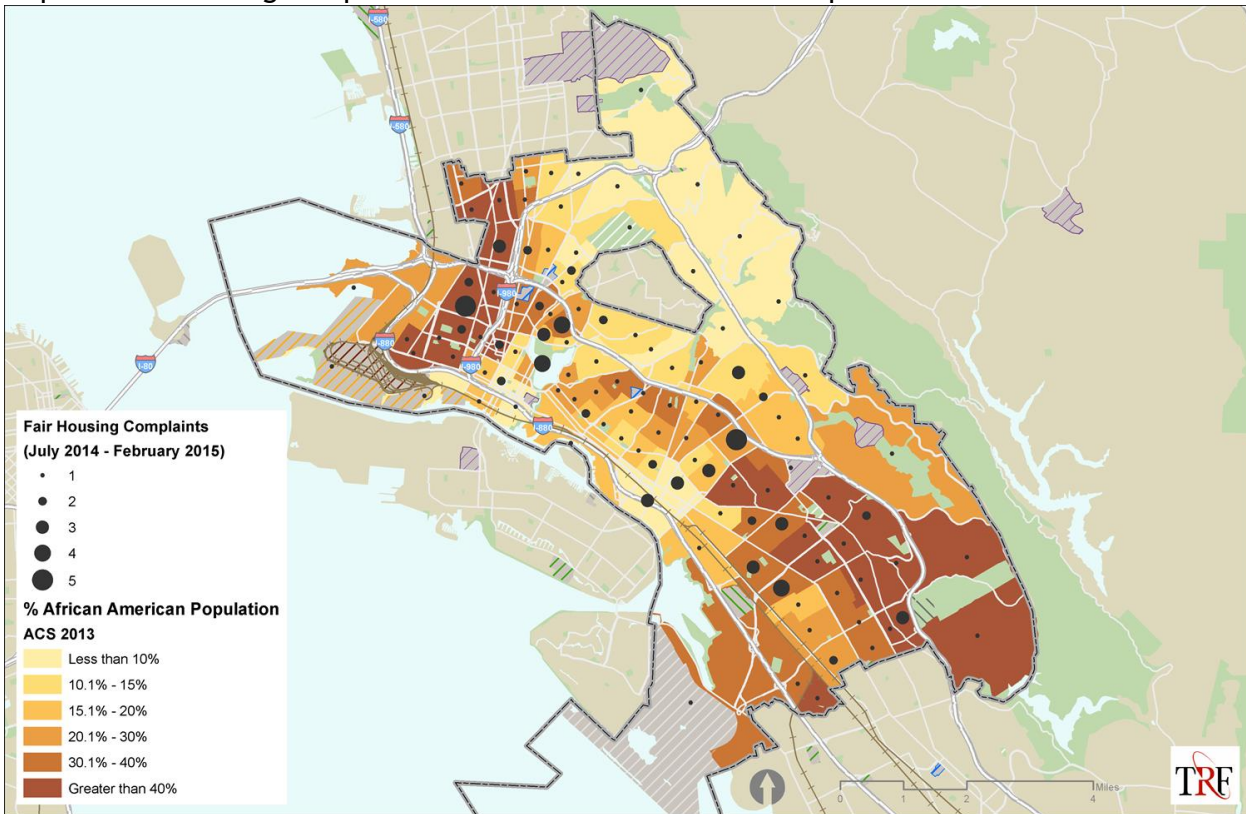 I-580
I-580
I-980
I-880
I-980
I-80
I-880
Fair Housing Complaints
(July 2014 - February 2015)
1
2
3
4
5
% African American Population
ACS 2013
Less than 10%
10.1% - 15%
15.1% - 20%
20.1% - 30%
30.1% - 40%
Greater than 40%
Miles
0 1 2 4
TRF